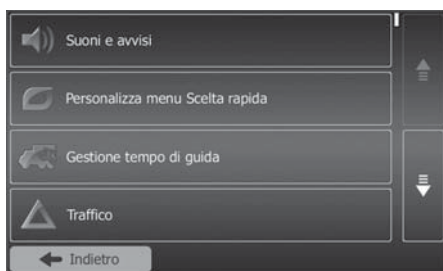 Suoni e avvisi
Personalizza menu Scelta rapida
Gestione tempo di guida
Traffico
Indietro